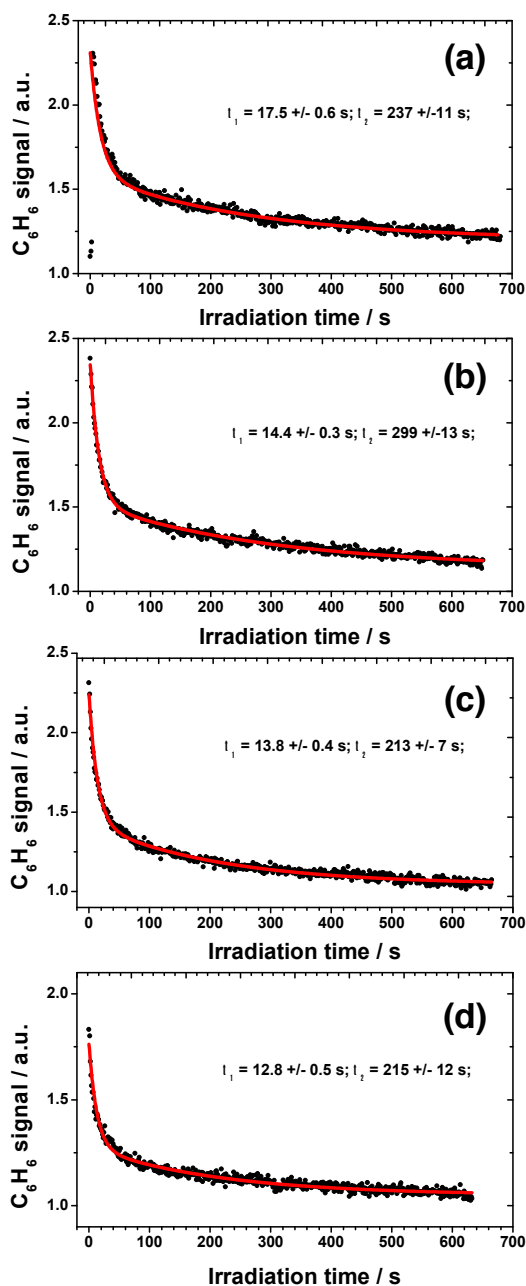 (a)
2.5
2.0
1.5
1.0
C₆H₆ signal / a.u.
t₁ = 17.5 +/- 0.6 s; t₂ = 237 +/-11 s;
0 100 200 300 400 500 600 700
Irradiation time / s
(b)
2.5
2.0
1.5
1.0
C₆H₆ signal / a.u.
t₁ = 14.4 +/- 0.3 s; t₂ = 299 +/-13 s;
0 100 200 300 400 500 600 700
Irradiation time / s
(c)
2.5
2.0
1.5
1.0
C₆H₆ signal / a.u.
t₁ = 13.8 +/- 0.4 s; t₂ = 213 +/- 7 s;
0 100 200 300 400 500 600 700
Irradiation time / s
(d)
2.0
1.5
1.0
C₆H₆ signal / a.u.
t₁ = 12.8 +/- 0.5 s; t₂ = 215 +/- 12 s;
0 100 200 300 400 500 600 700
Irradiation time / s